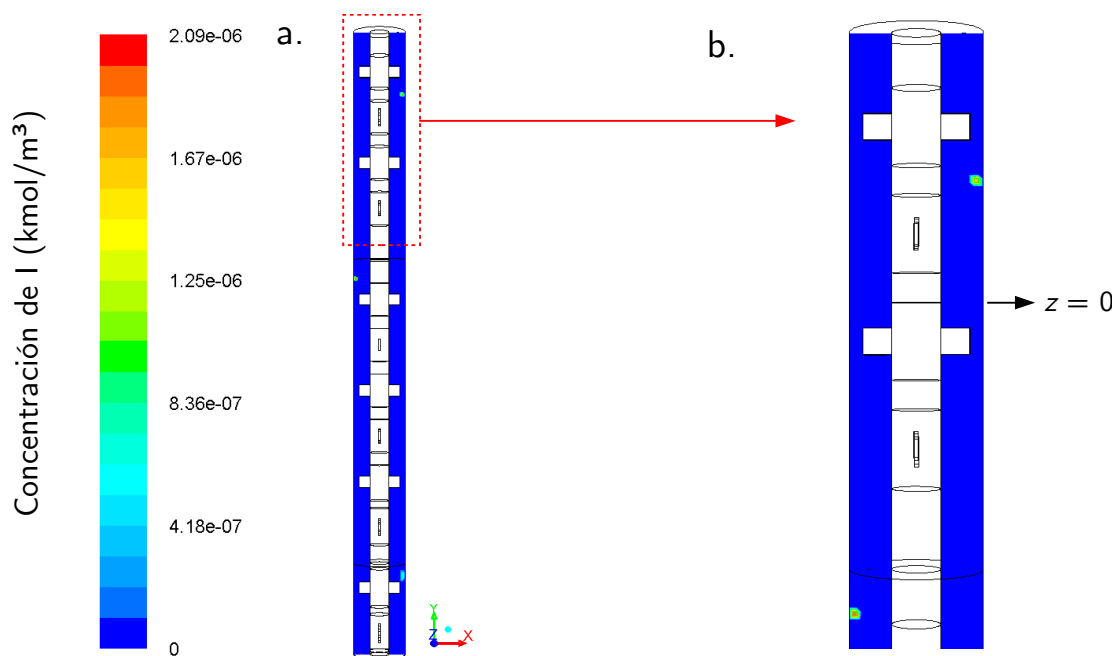 Concentración de I (kmol/m³)
2.09e-06
1.67e-06
1.25e-06
8.36e-07
4.18e-07
0
a.
Y
Z
X
b.
z = 0